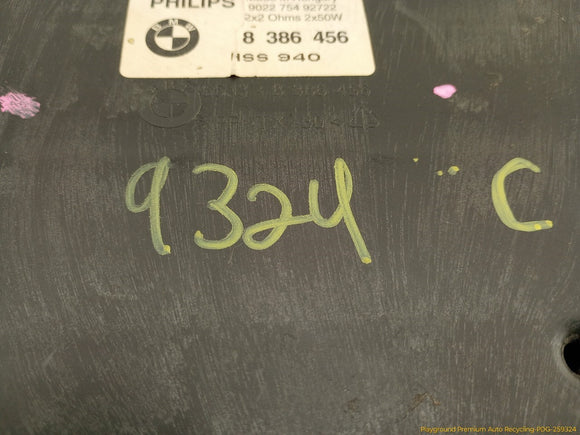 PHILIPS
BMW
9022 754 92722
2x2 Ohms 2x50W
8 386 456
HSS 940
9324 C
Playground Premium Auto Recycling-PDG-259324